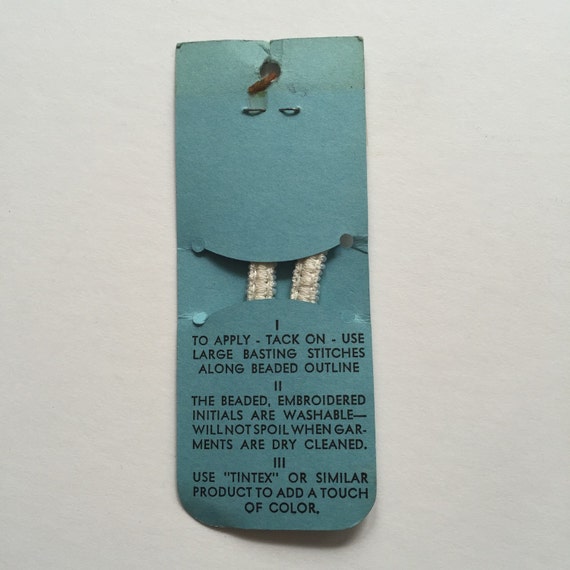 I
TO APPLY - TACK ON - USE
LARGE BASTING STITCHES
ALONG BEADED OUTLINE
II
THE BEADED, EMBROIDERED
INITIALS ARE WASHABLE—
WILL NOT SPOIL WHEN GAR-
MENTS ARE DRY CLEANED.
III
USE "TINTEX" OR SIMILAR
PRODUCT TO ADD A TOUCH
OF COLOR.